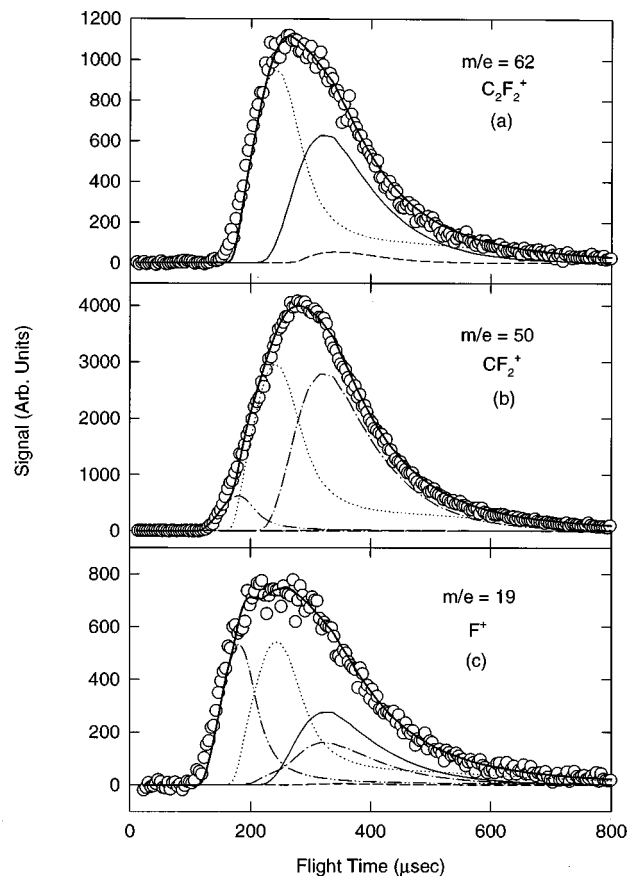 1200
1000
800
600
400
200
0
m/e = 62
C₂F₂⁺
(a)
4000
3000
2000
1000
0
m/e = 50
CF₂⁺
(b)
800
600
400
200
0
m/e = 19
F⁺
(c)
Signal (Arb. Units)
0 200 400 600 800
Flight Time (μsec)